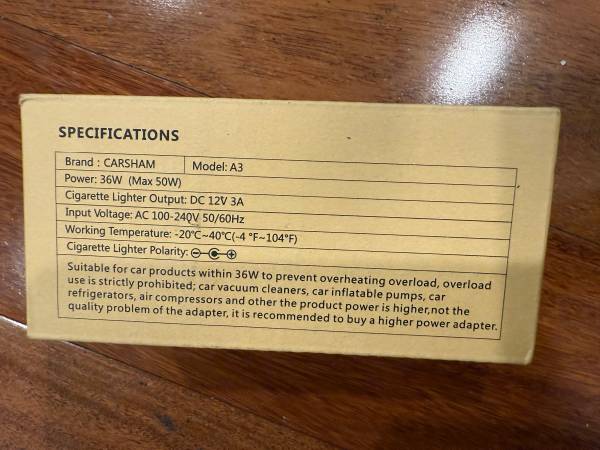 SPECIFICATIONS
Brand : CARSHAM Model: A3
Power: 36W (Max 50W)
Cigarette Lighter Output: DC 12V 3A
Input Voltage: AC 100-240V 50/60Hz
Working Temperature: -20℃~40℃(-4 °F~104°F)
Cigarette Lighter Polarity:
Suitable for car products within 36W to prevent overheating overload, overload
use is strictly prohibited; car vacuum cleaners, car inflatable pumps, car
refrigerators, air compressors and other the product power is higher,not the
quality problem of the adapter, it is recommended to buy a higher power adapter.